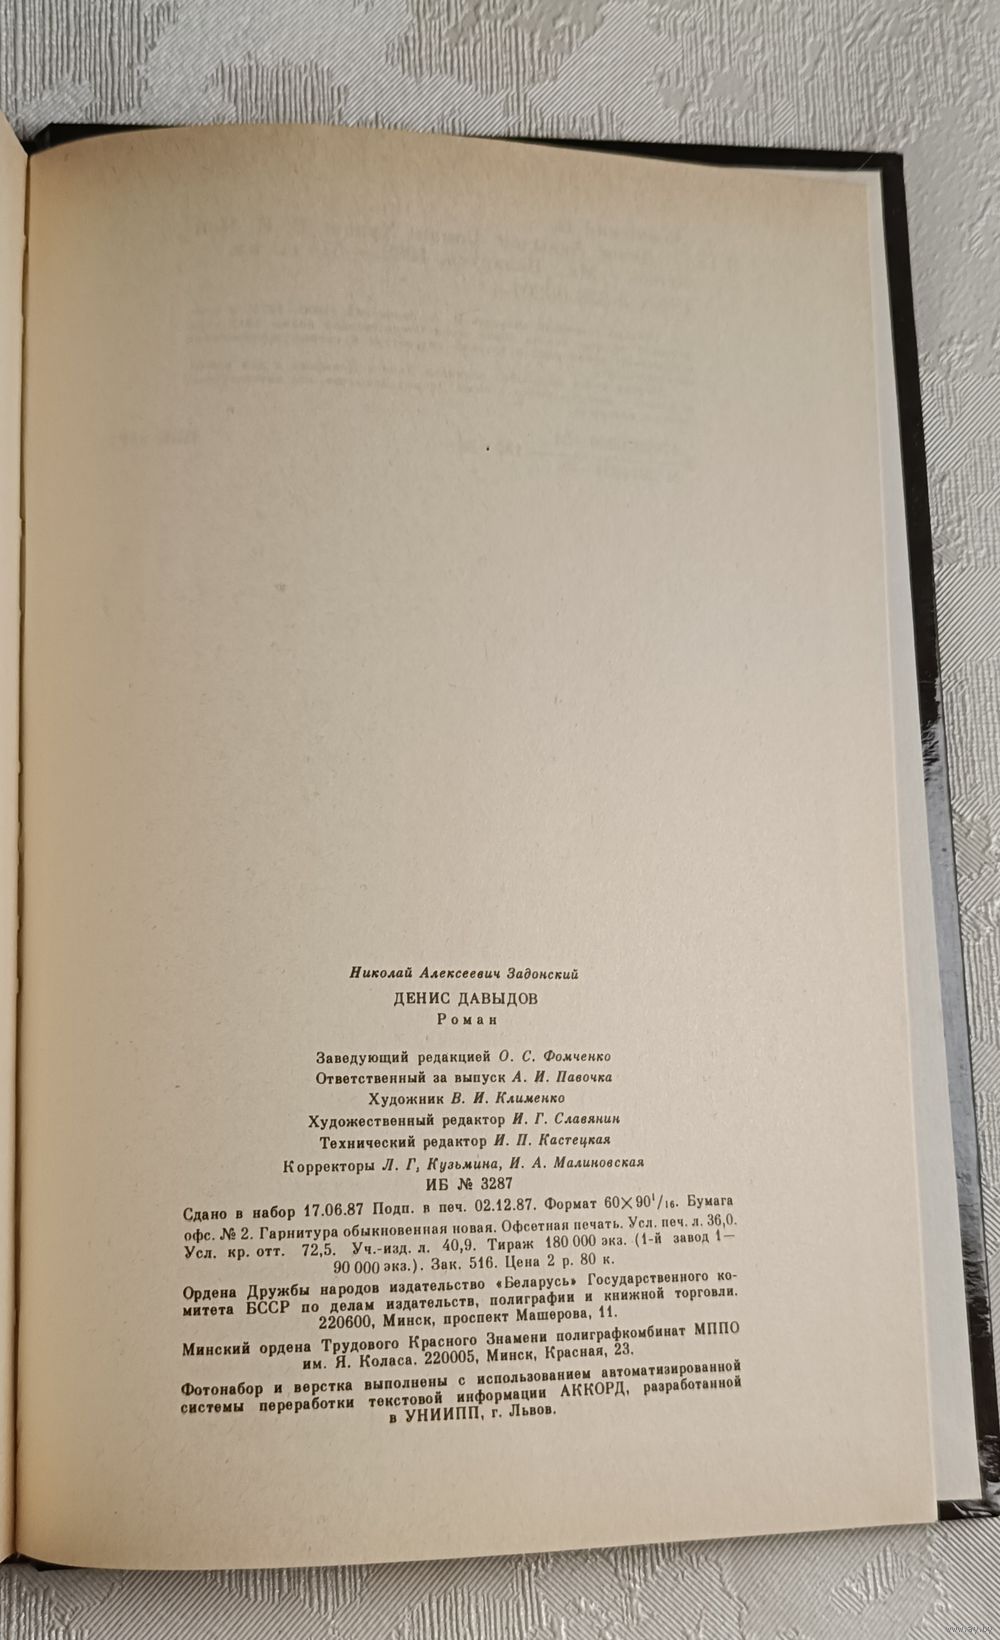 Николай Алексеевич Задонский
ДЕНИС ДАВЫДОВ
Роман
Заведующий редакцией О. С. Фомченко
Ответственный за выпуск А. И. Павочка
Художник В. И. Клименко
Художественный редактор И. Г. Славянин
Технический редактор И. П. Кастецкая
Корректоры Л. Г, Кузьмина, И. А. Малиновская
ИБ № 3287
Сдано в набор 17.06.87 Подп. в печ. 02.12.87. Формат 60×90¹/₁₆. Бумага
офс. № 2. Гарнитура обыкновенная новая. Офсетная печать. Усл. печ. л. 36,0.
Усл. кр. отт. 72,5. Уч.-изд. л. 40,9. Тираж 180 000 экз. (1-й завод 1—
90 000 экз.). Зак. 516. Цена 2 р. 80 к.
Ордена Дружбы народов издательство «Беларусь» Государственного ко-
митета БССР по делам издательств, полиграфии и книжной торговли.
220600, Минск, проспект Машерова, 11.
Минский ордена Трудового Красного Знамени полиграфкомбинат МППО
им. Я. Коласа. 220005, Минск, Красная, 23.
Фотонабор и верстка выполнены с использованием автоматизированной
системы переработки текстовой информации АККОРД, разработанной
в УНИИПП, г. Львов.
www.ay.by